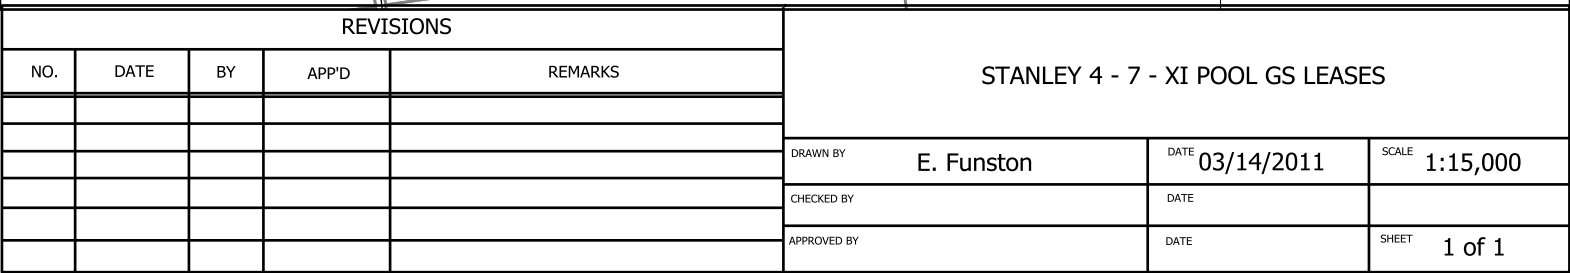 REVISIONS
NO. DATE BY APP'D REMARKS
STANLEY 4 - 7 - XI POOL GS LEASES
DRAWN BY E. Funston DATE 03/14/2011 SCALE 1:15,000
CHECKED BY DATE
APPROVED BY DATE SHEET 1 of 1